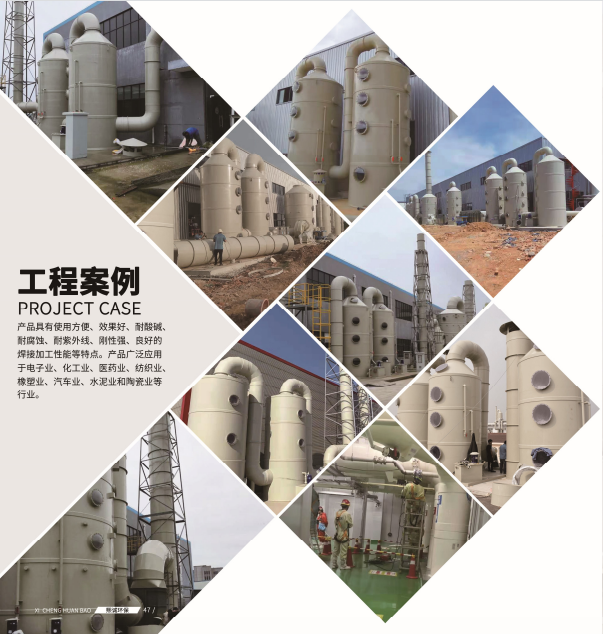 工程案例
PROJECT CASE
产品具有使用方便、效果好、耐酸碱、
耐腐蚀、耐紫外线、刚性强、良好的
焊接加工性能等特点。产品广泛应用
于电子业、化工业、医药业、纺织业、
橡塑业、汽车业、水泥业和陶瓷业等
行业。
XI CHENG HUAN BAO 熙诚环保 47 /